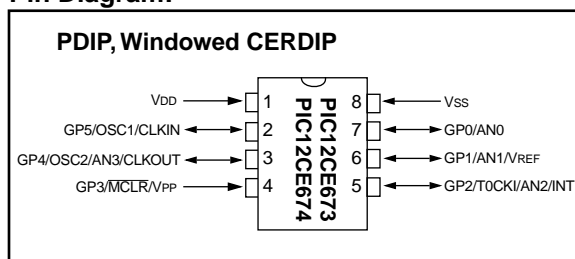 Pin Diagram:
PDIP, Windowed CERDIP
VDD 1 8 VSS
GP5/OSC1/CLKIN 2 7 GP0/AN0
GP4/OSC2/AN3/CLKOUT 3 6 GP1/AN1/VREF
GP3/MCLR/VPP 4 5 GP2/T0CKI/AN2/INT
PIC12CE673
PIC12CE674